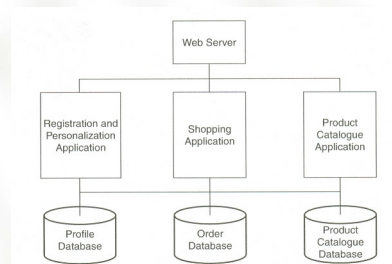 Web Server
Registration and
Personalization
Application
Shopping
Application
Product
Catalogue
Application
Profile
Database
Order
Database
Product
Catalogue
Database